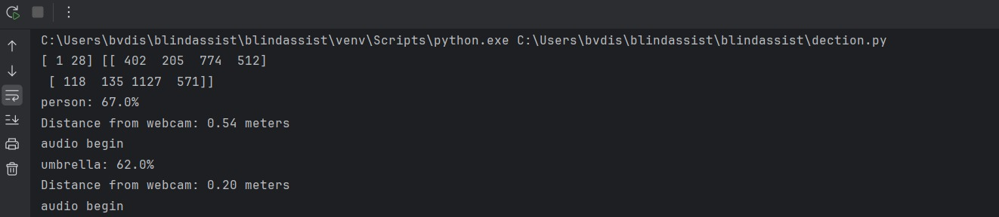 C:\Users\bvdis\blindassist\blindassist\venv\Scripts\python.exe C:\Users\bvdis\blindassist\blindassist\dection.py
[ 1 28] [[ 402  205  774  512]
 [ 118  135 1127  571]]
person: 67.0%
Distance from webcam: 0.54 meters
audio begin
umbrella: 62.0%
Distance from webcam: 0.20 meters
audio begin